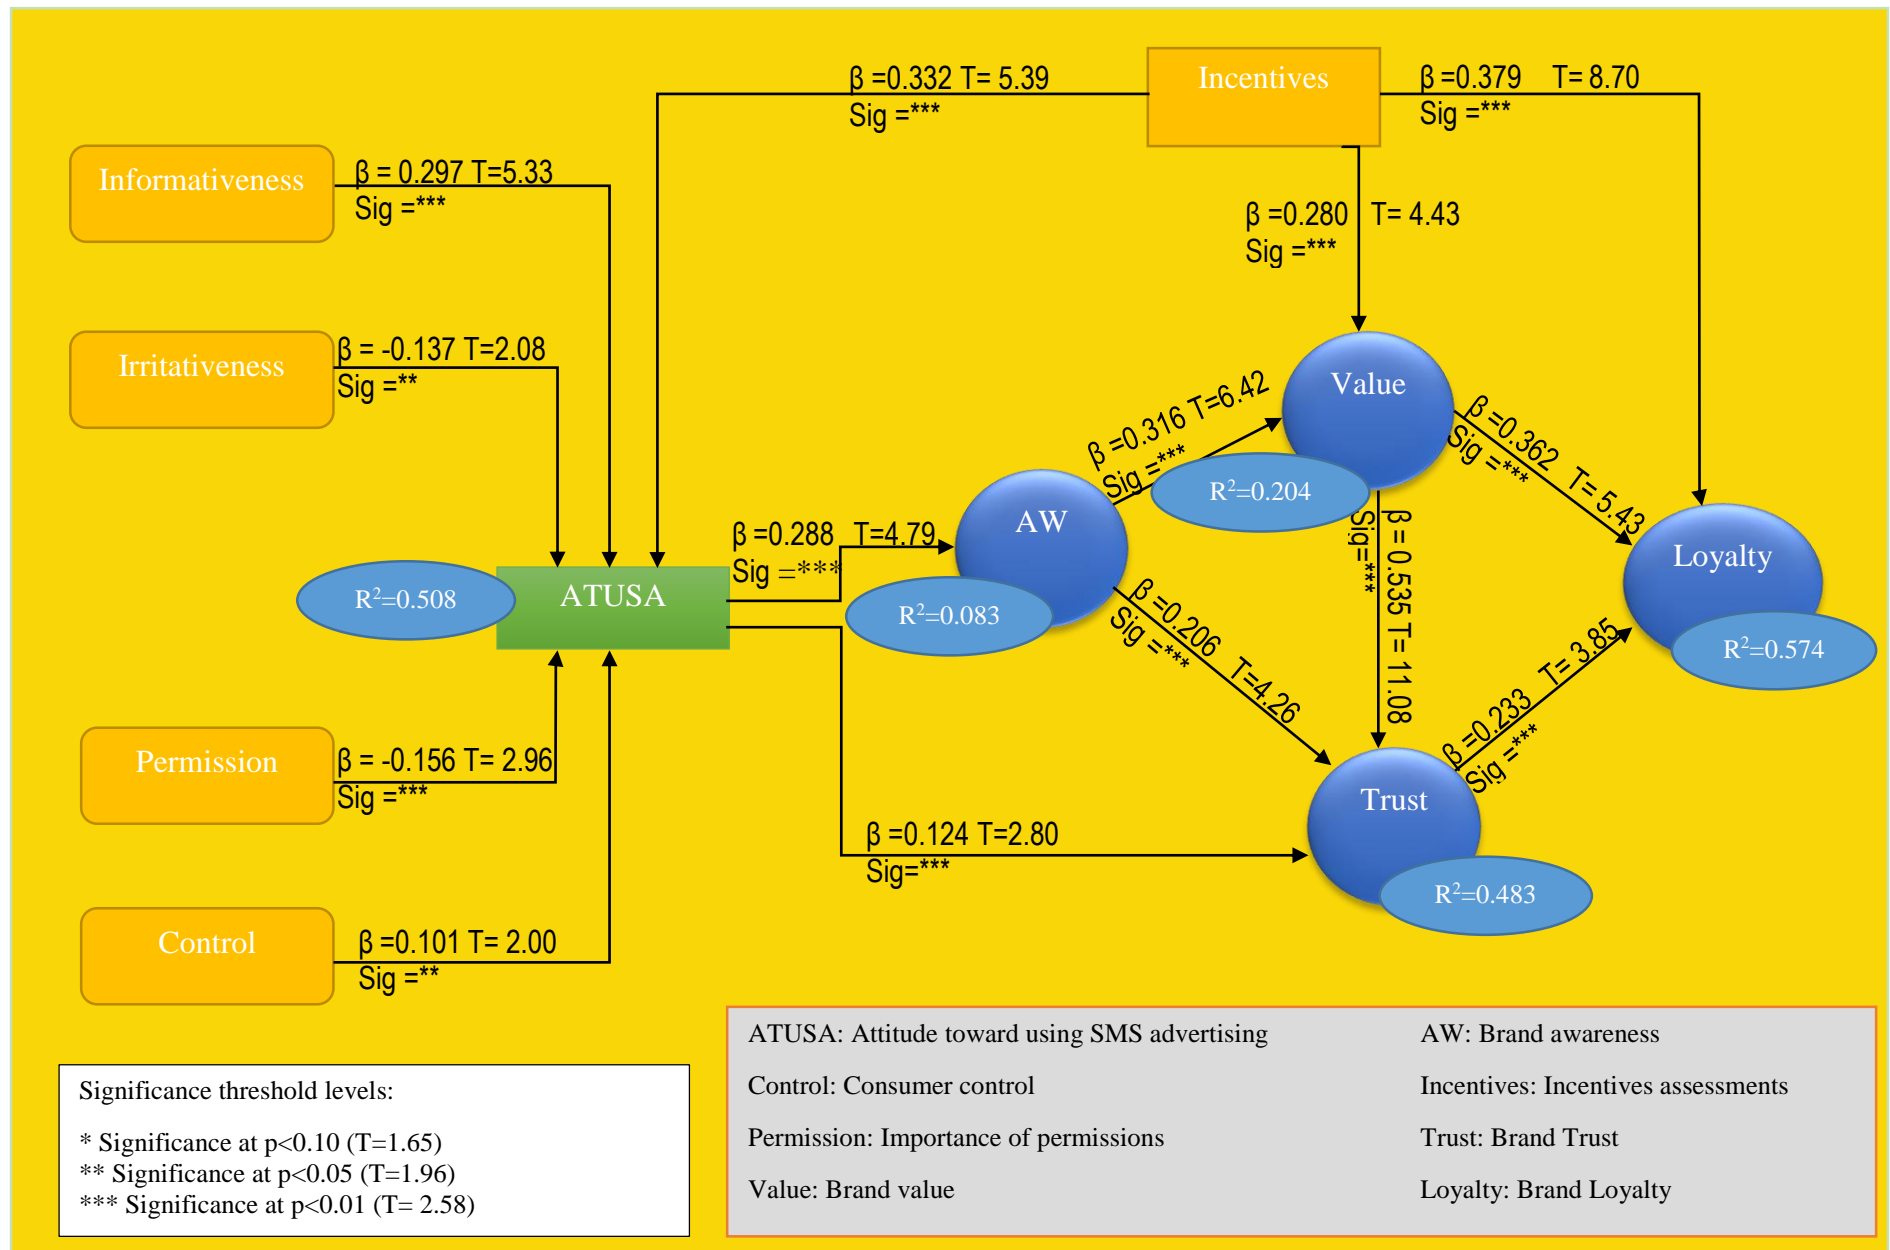 Incentives
β =0.332 T= 5.39
Sig =***
β =0.379 T= 8.70
Sig =***
Informativeness
β = 0.297 T=5.33
Sig =***
β =0.280 T= 4.43
Sig =***
Irritativeness
β = -0.137 T=2.08
Sig =**
Value
β =0.316 T=6.42
Sig =***
R²=0.204
β =0.362 T= 5.43
Sig =***
AW
β =0.288 T=4.79
Sig =***
R²=0.083
β = 0.535 T= 11.08
Sig=***
Loyalty
R²=0.574
ATUSA
R²=0.508
β =0.206 T=4.26
Sig =***
β =0.233 T= 3.85
Sig =***
Permission
β = -0.156 T= 2.96
Sig =***
Trust
R²=0.483
β =0.124 T=2.80
Sig=***
Control
β =0.101 T= 2.00
Sig =**
Significance threshold levels:
* Significance at p<0.10 (T=1.65)
** Significance at p<0.05 (T=1.96)
*** Significance at p<0.01 (T= 2.58)
ATUSA: Attitude toward using SMS advertising
AW: Brand awareness
Control: Consumer control
Incentives: Incentives assessments
Permission: Importance of permissions
Trust: Brand Trust
Value: Brand value
Loyalty: Brand Loyalty